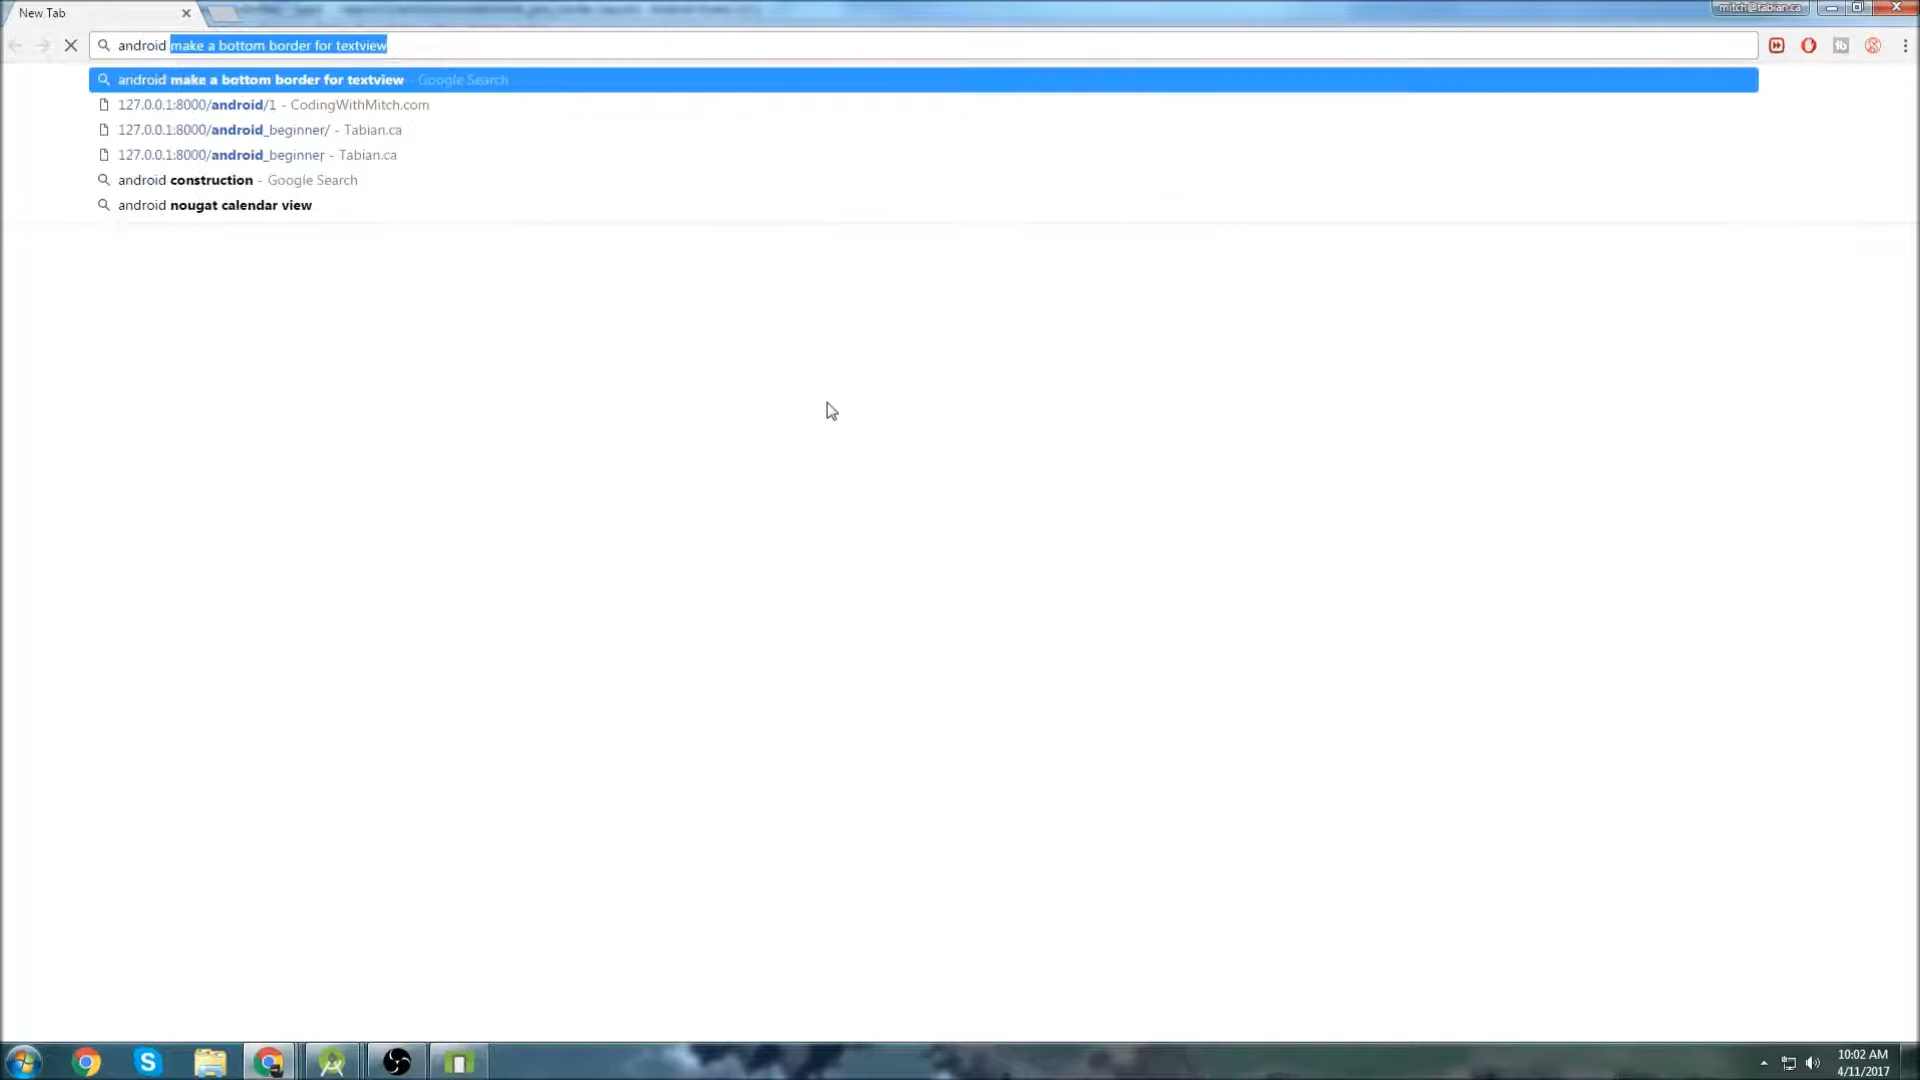 New Tab
mitch@tabian.ca
android make a bottom border for textview
android make a bottom border for textview - Google Search
127.0.0.1:8000/android/1 - CodingWithMitch.com
127.0.0.1:8000/android_beginner/ - Tabian.ca
127.0.0.1:8000/android_beginner - Tabian.ca
android construction - Google Search
android nougat calendar view
10:02 AM
4/11/2017